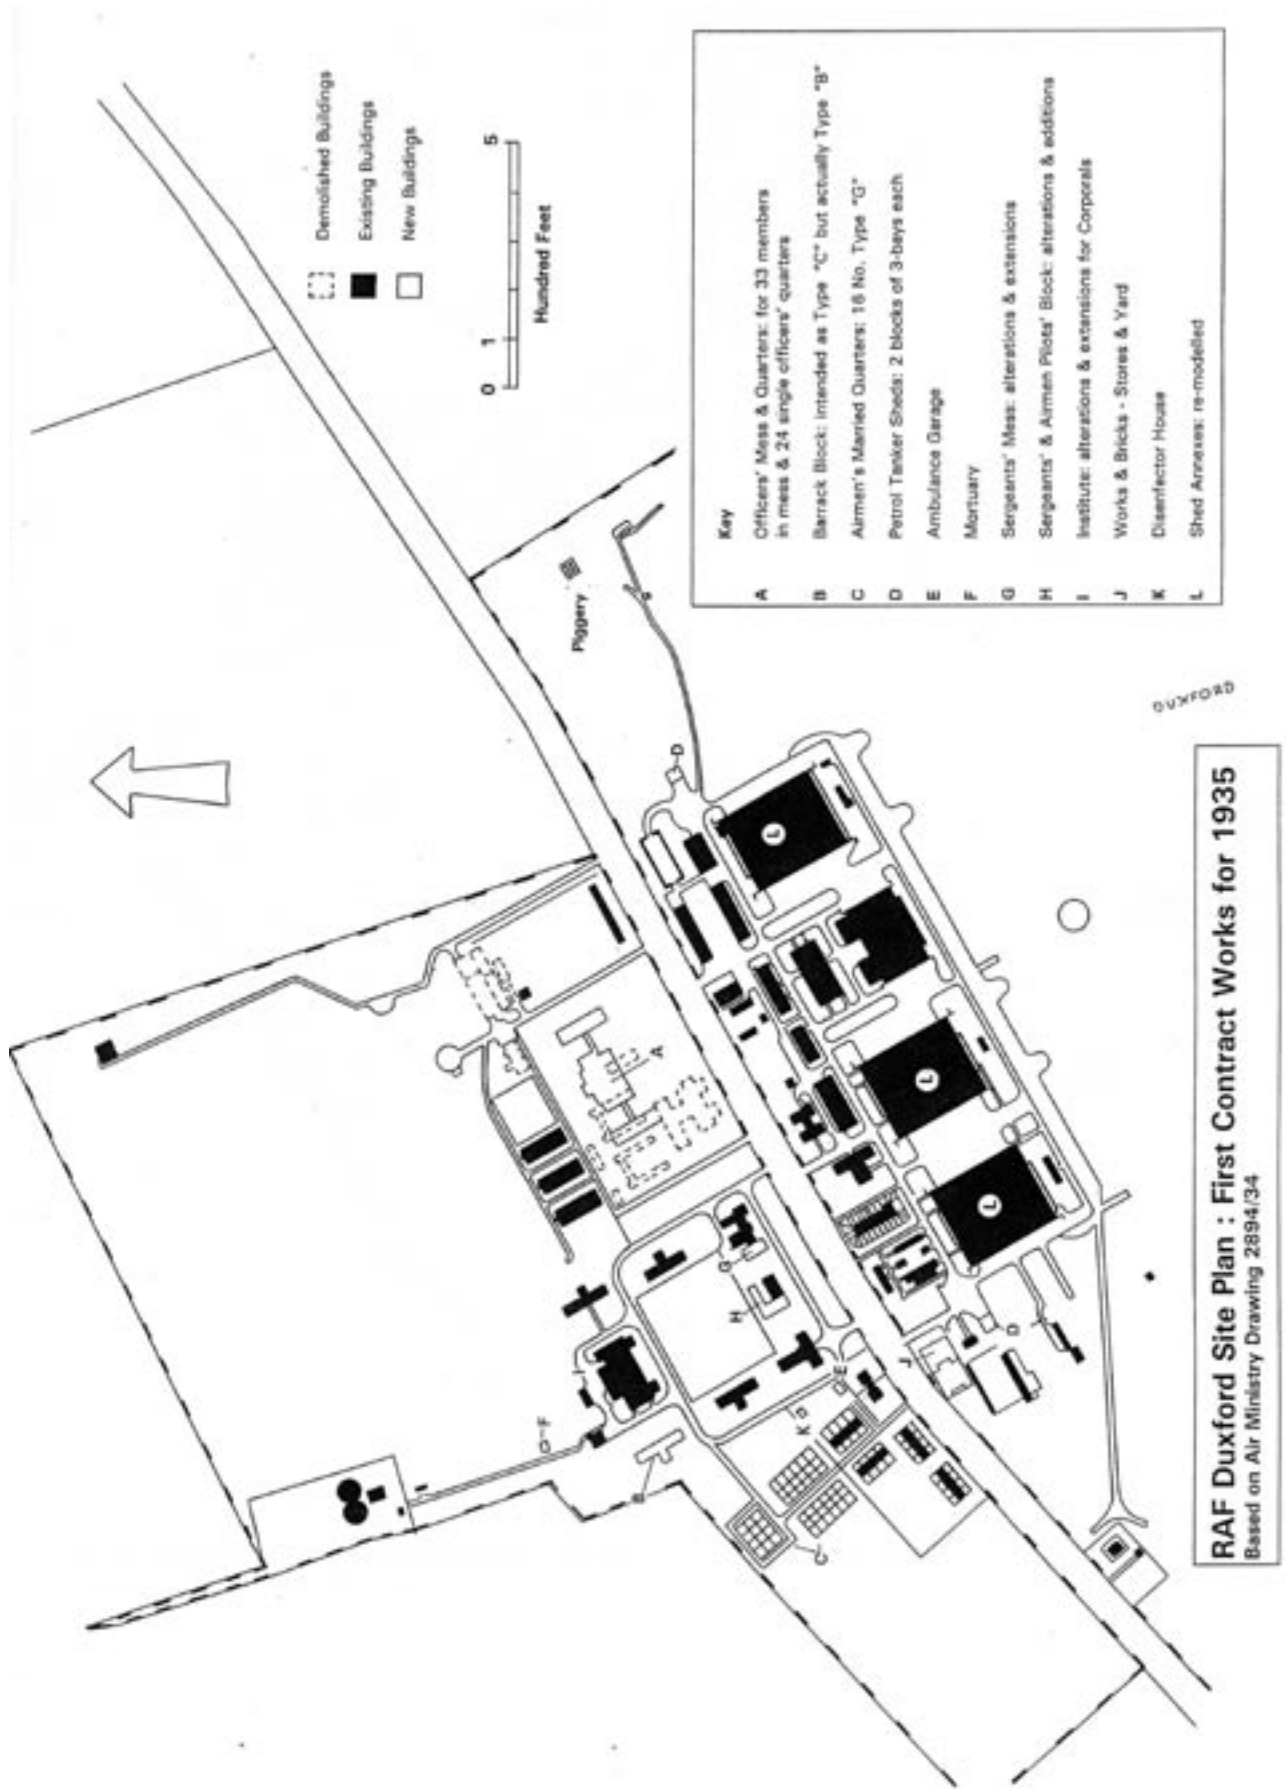 Demolished Buildings
Existing Buildings
New Buildings
0 1 5
Hundred Feet
Piggery
Key
A Officers' Mess & Quarters: for 33 members
in mess & 24 single officers' quarters
B Barrack Block: intended as Type "C" but actually Type "B"
C Airmen's Married Quarters: 16 No. Type "G"
D Petrol Tanker Sheds: 2 blocks of 3-bays each
E Ambulance Garage
F Mortuary
G Sergeants' Mess: alterations & extensions
H Sergeants' & Airmen Pilots' Block: alterations & additions
I Institute: alterations & extensions for Corporals
J Works & Bricks - Stores & Yard
K Disenfector House
L Shed Annexes: re-modelled
DUXFORD
A
B
C
D
D
E
F
G
H
I
J
K
L
L
L
RAF Duxford Site Plan : First Contract Works for 1935
Based on Air Ministry Drawing 2894/34